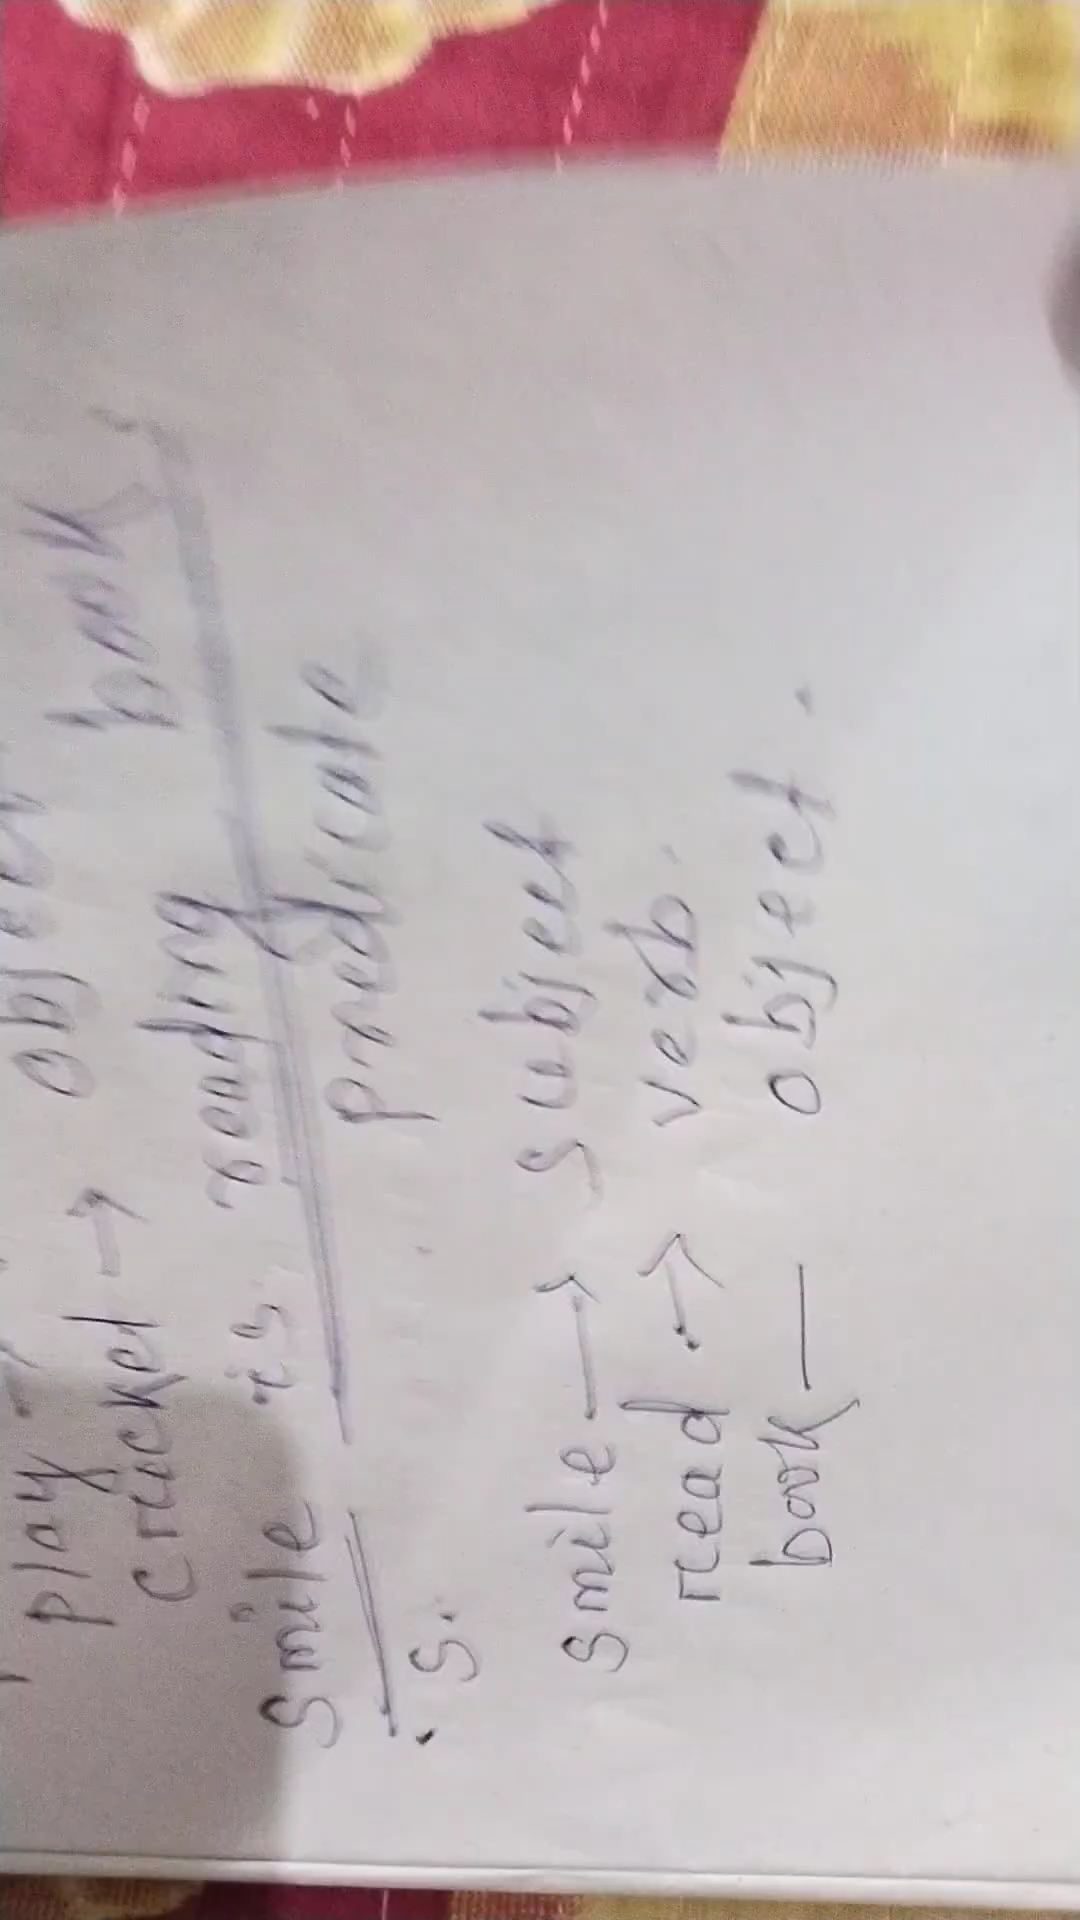 play →
cricket → object
smile is reading book
S. predicate
smile → subject
read → verb.
book — object.